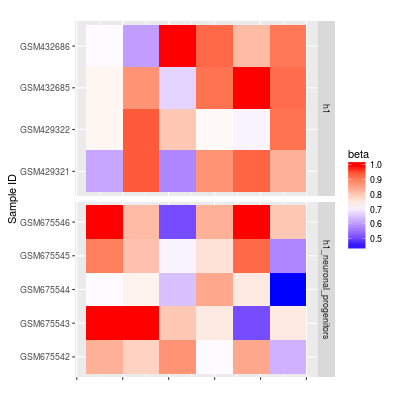 Sample ID
GSM432686
GSM432685
GSM429322
GSM429321
h1
GSM675546
GSM675545
GSM675544
GSM675543
GSM675542
h1_neuronal_progenitors
beta
1.0
0.9
0.8
0.7
0.6
0.5